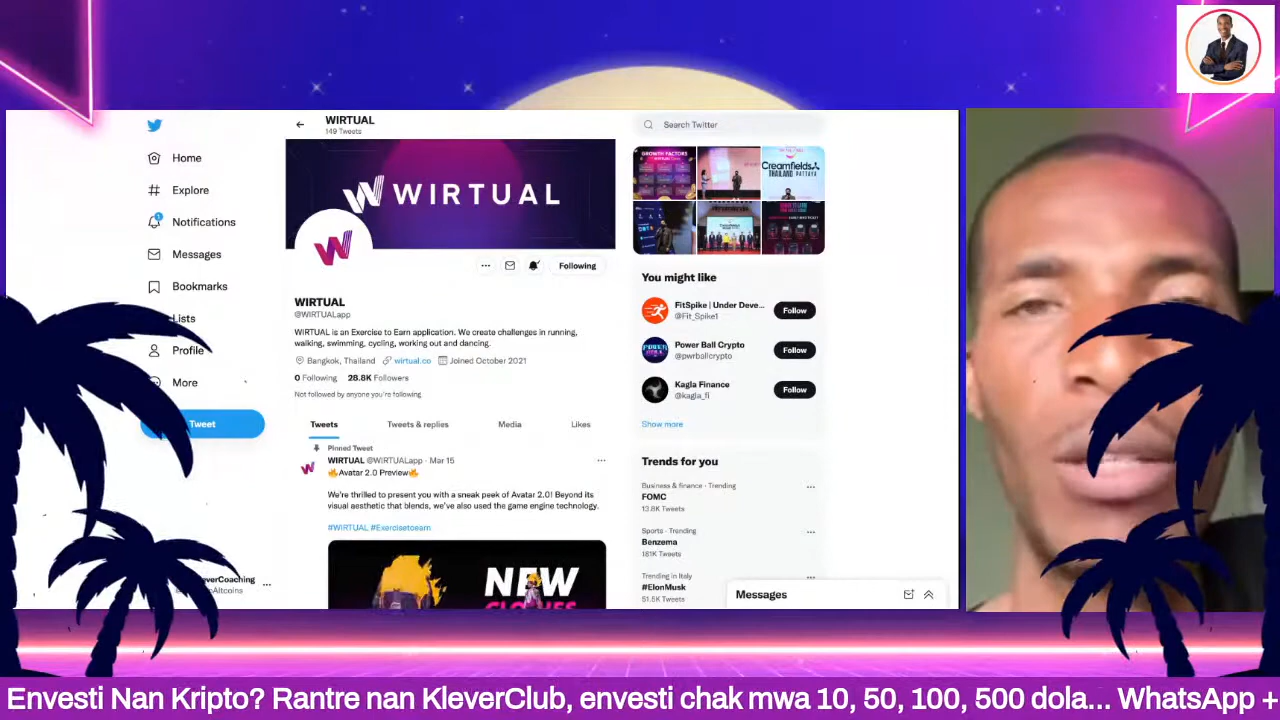 WIRTUAL
149 Tweets
Search Twitter
Home
Explore
Notifications
Messages
Bookmarks
Lists
Profile
More
Tweet
WIRTUAL
Following
WIRTUAL
@WIRTUALapp
WIRTUAL is an Exercise to Earn application. We create challenges in running,
walking, swimming, cycling, working out and dancing.
Bangkok, Thailand wirtual.co Joined October 2021
0 Following 28.8K Followers
Not followed by anyone you're following
Tweets Tweets & replies Media Likes
Pinned Tweet
WIRTUAL @WIRTUALapp · Mar 15
🔥Avatar 2.0 Preview🔥
We're thrilled to present you with a sneak peek of Avatar 2.0! Beyond its
visual aesthetic that blends, we've also used the game engine technology.
#WIRTUAL #Exercisetoearn
NEW
CLOTHES
GROWTH FACTORS
Creamfields
THAILAND PATTAYA
You might like
FitSpike | Under Deve...
@Fit_Spike1
Follow
Power Ball Crypto
@pwrballcrypto
Follow
Kagla Finance
@kagla_fi
Follow
Show more
Trends for you
Business & finance · Trending
FOMC
13.8K Tweets
Sports · Trending
Benzema
181K Tweets
Trending in Italy
#ElonMusk
51.5K Tweets
Messages
everCoaching
Altcoins
Envesti Nan Kripto? Rantre nan KleverClub, envesti chak mwa 10, 50, 100, 500 dola... WhatsApp +